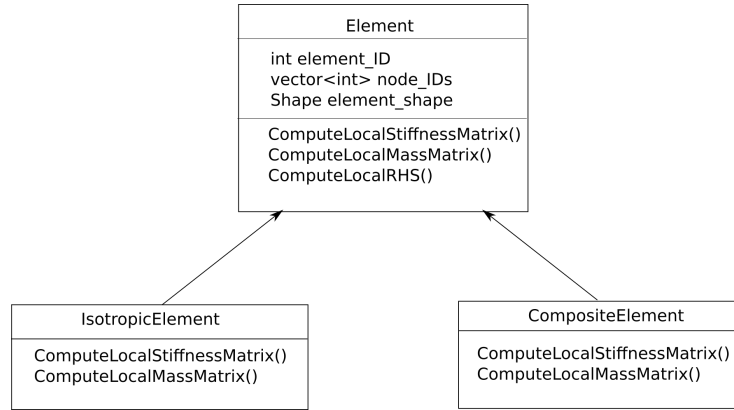 Element
int element_ID
vector<int> node_IDs
Shape element_shape
ComputeLocalStiffnessMatrix()
ComputeLocalMassMatrix()
ComputeLocalRHS()
IsotropicElement
ComputeLocalStiffnessMatrix()
ComputeLocalMassMatrix()
CompositeElement
ComputeLocalStiffnessMatrix()
ComputeLocalMassMatrix()